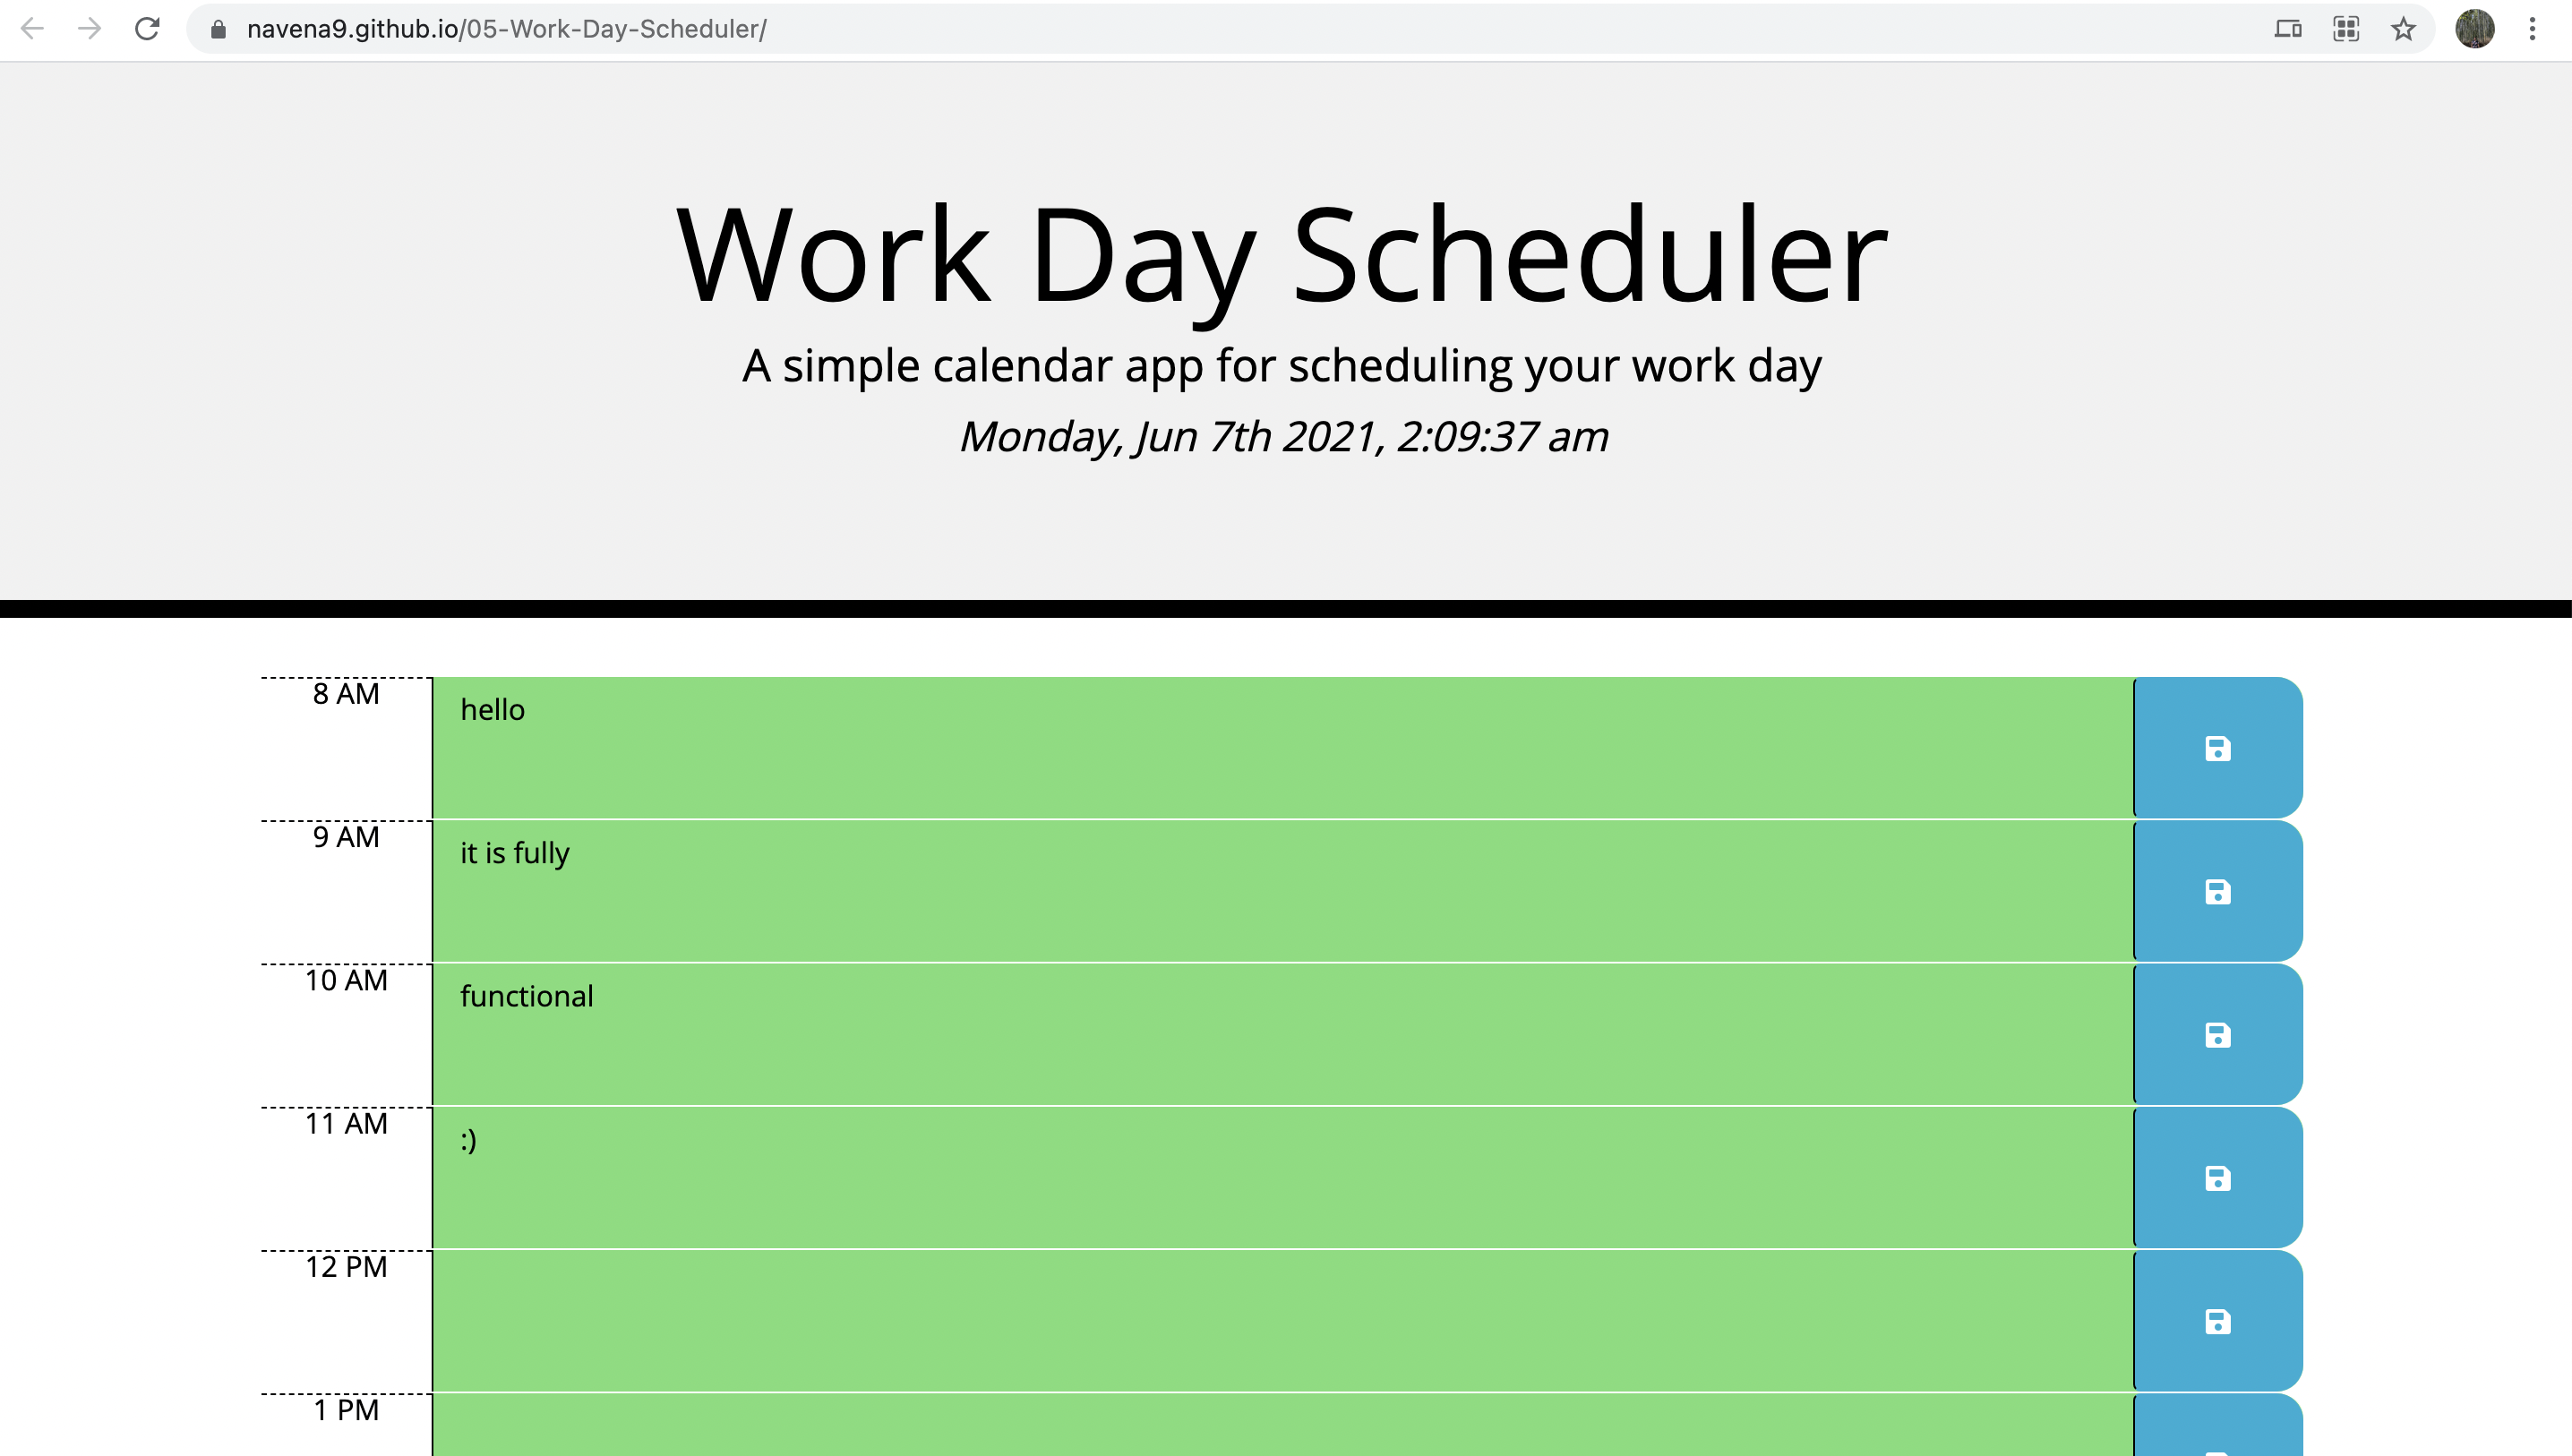 navena9.github.io/05-Work-Day-Scheduler/
Work Day Scheduler
A simple calendar app for scheduling your work day
Monday, Jun 7th 2021, 2:09:37 am
8 AM
hello
9 AM
it is fully
10 AM
functional
11 AM
:)
12 PM
1 PM